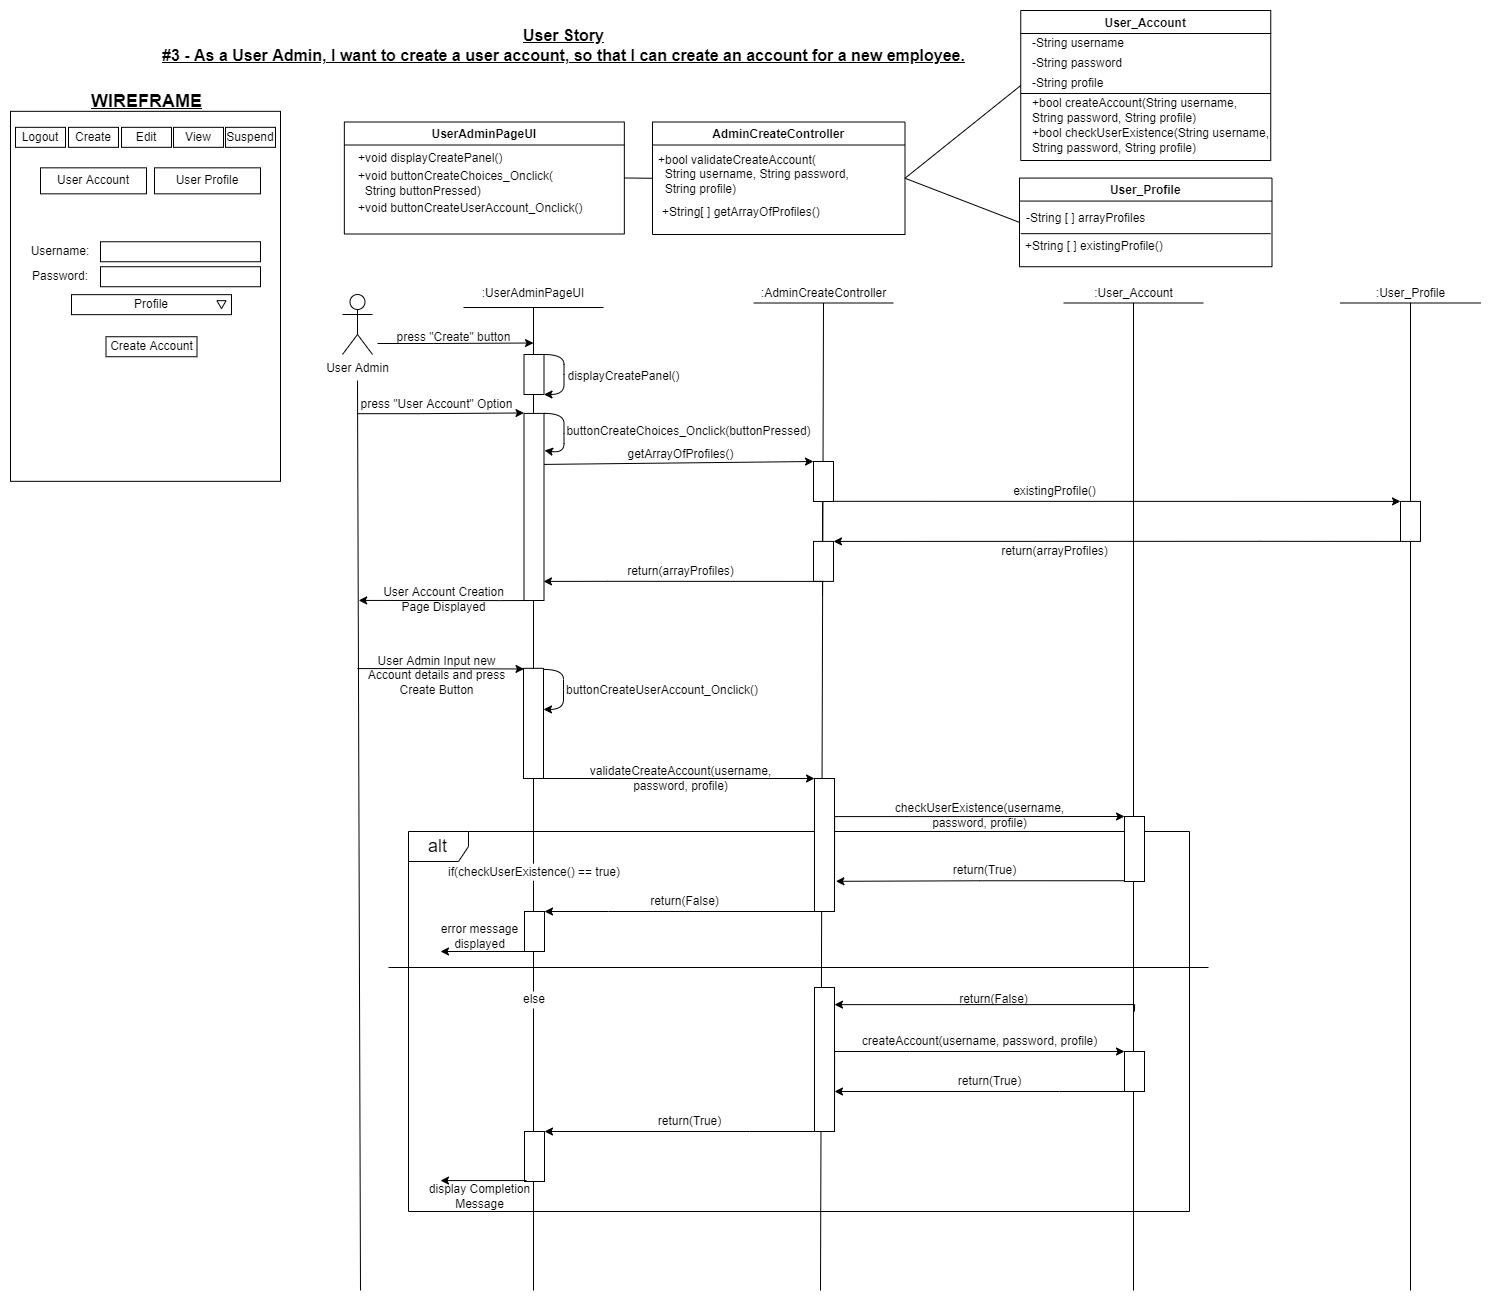 User Story
#3 - As a User Admin, I want to create a user account, so that I can create an account for a new employee.
WIREFRAME
Logout
Create
Edit
View
Suspend
User Account
User Profile
Username:
Password:
Profile
Create Account
UserAdminPageUI
+void displayCreatePanel()
+void buttonCreateChoices_Onclick(
String buttonPressed)
+void buttonCreateUserAccount_Onclick()
AdminCreateController
+bool validateCreateAccount(
String username, String password,
String profile)
+String[ ] getArrayOfProfiles()
User_Account
-String username
-String password
-String profile
+bool createAccount(String username,
String password, String profile)
+bool checkUserExistence(String username,
String password, String profile)
User_Profile
-String [ ] arrayProfiles
+String [ ] existingProfile()
:UserAdminPageUI
:AdminCreateController
:User_Account
:User_Profile
User Admin
press "Create" button
displayCreatePanel()
press "User Account" Option
buttonCreateChoices_Onclick(buttonPressed)
getArrayOfProfiles()
existingProfile()
return(arrayProfiles)
return(arrayProfiles)
User Account Creation
Page Displayed
User Admin Input new
Account details and press
Create Button
buttonCreateUserAccount_Onclick()
validateCreateAccount(username,
password, profile)
checkUserExistence(username,
password, profile)
alt
if(checkUserExistence() == true)
return(True)
return(False)
error message
displayed
else
return(False)
createAccount(username, password, profile)
return(True)
return(True)
display Completion
Message